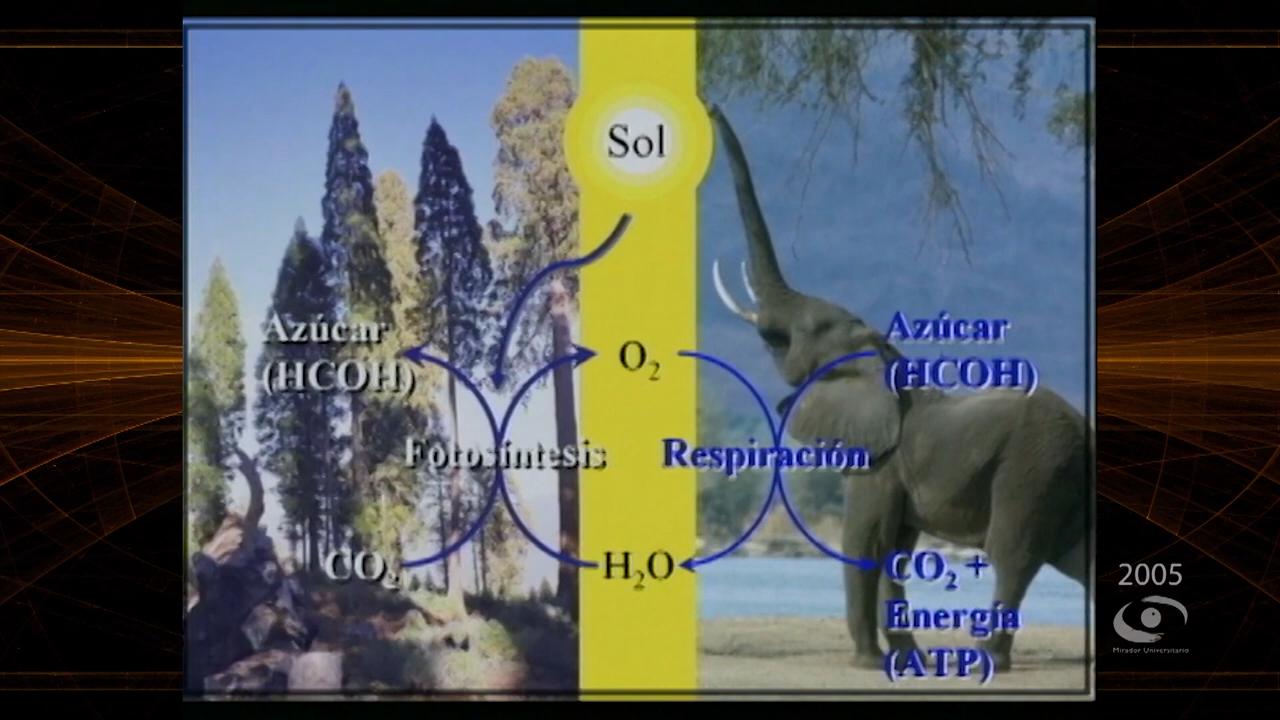 Sol
Azúcar
(HCOH)
O₂
Azúcar
(HCOH)
Fotosíntesis
Respiración
CO₂
H₂O
CO₂ +
Energía
(ATP)
2005
Mirador Universitario